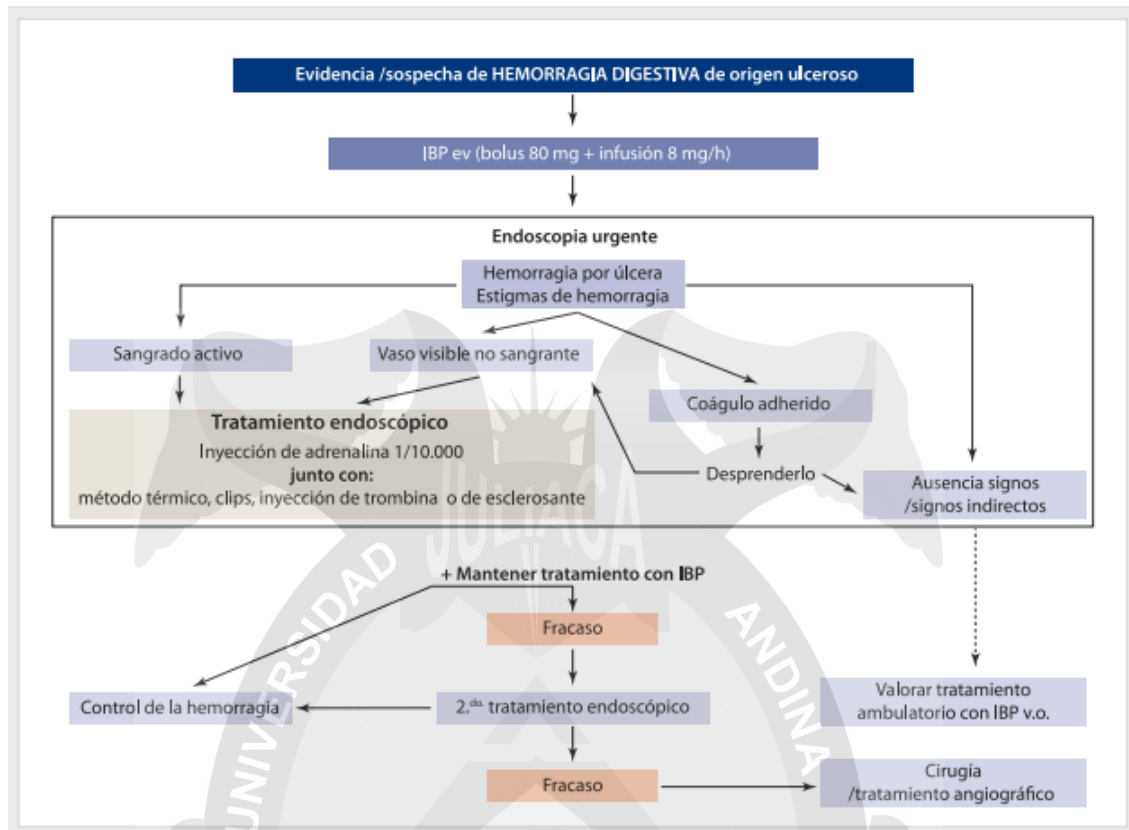 Evidencia /sospecha de HEMORRAGIA DIGESTIVA de origen ulceroso
IBP ev (bolus 80 mg + infusión 8 mg/h)
Endoscopia urgente
Hemorragia por úlcera
Estigmas de hemorragia
Sangrado activo
Vaso visible no sangrante
Coágulo adherido
Tratamiento endoscópico
Inyección de adrenalina 1/10.000
junto con:
método térmico, clips, inyección de trombina o de esclerosante
Desprenderlo
Ausencia signos
/signos indirectos
JULIACA
+ Mantener tratamiento con IBP
Fracaso
Control de la hemorragia
2.do. tratamiento endoscópico
Valorar tratamiento
ambulatorio con IBP v.o.
Fracaso
Cirugía
/tratamiento angiográfico
UNIVERSIDAD
ANDINA